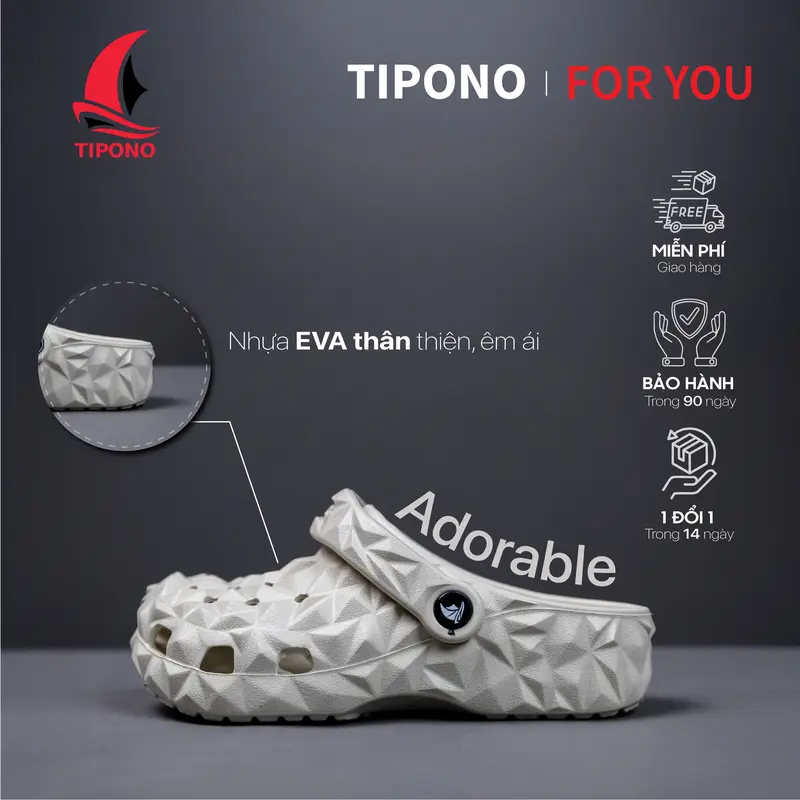 TIPONO
TIPONO | FOR YOU
FREE
MIỄN PHÍ
Giao hàng
Nhựa EVA thân thiện, êm ái
BẢO HÀNH
Trong 90 ngày
1 ĐỔI 1
Trong 14 ngày
Adorable